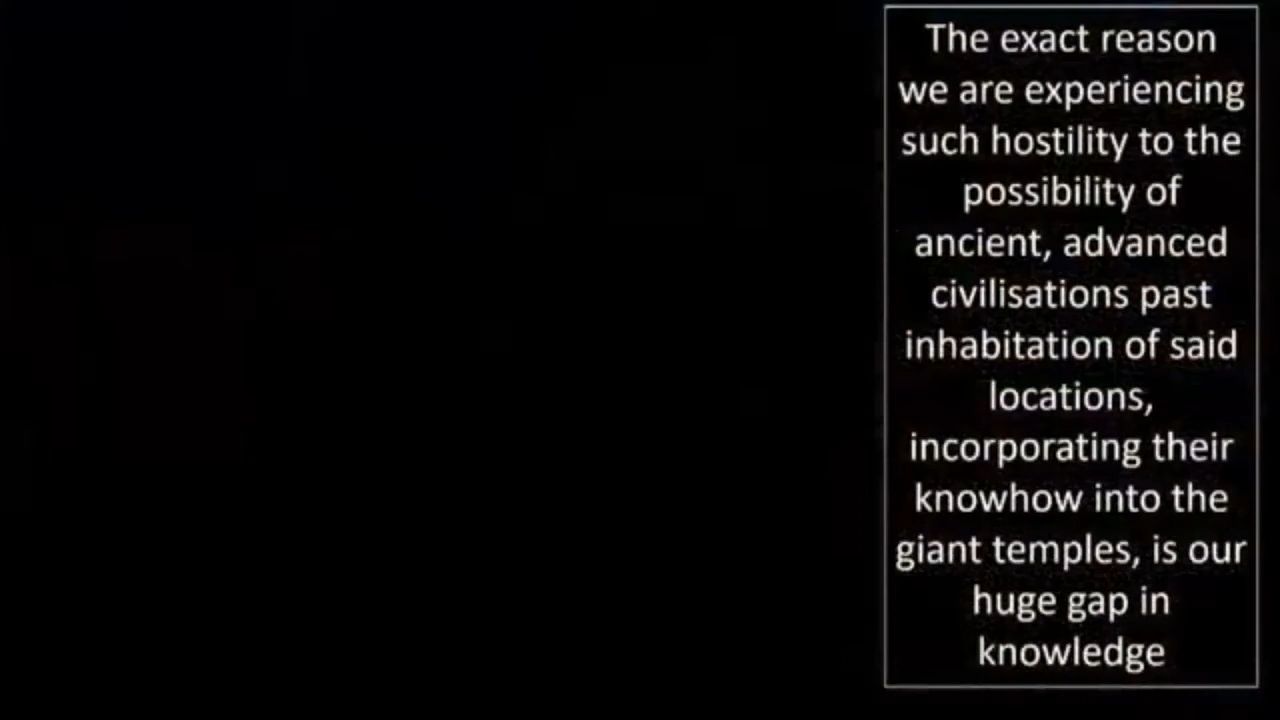 The exact reason
we are experiencing
such hostility to the
possibility of
ancient, advanced
civilisations past
inhabitation of said
locations,
incorporating their
knowhow into the
giant temples, is our
huge gap in
knowledge